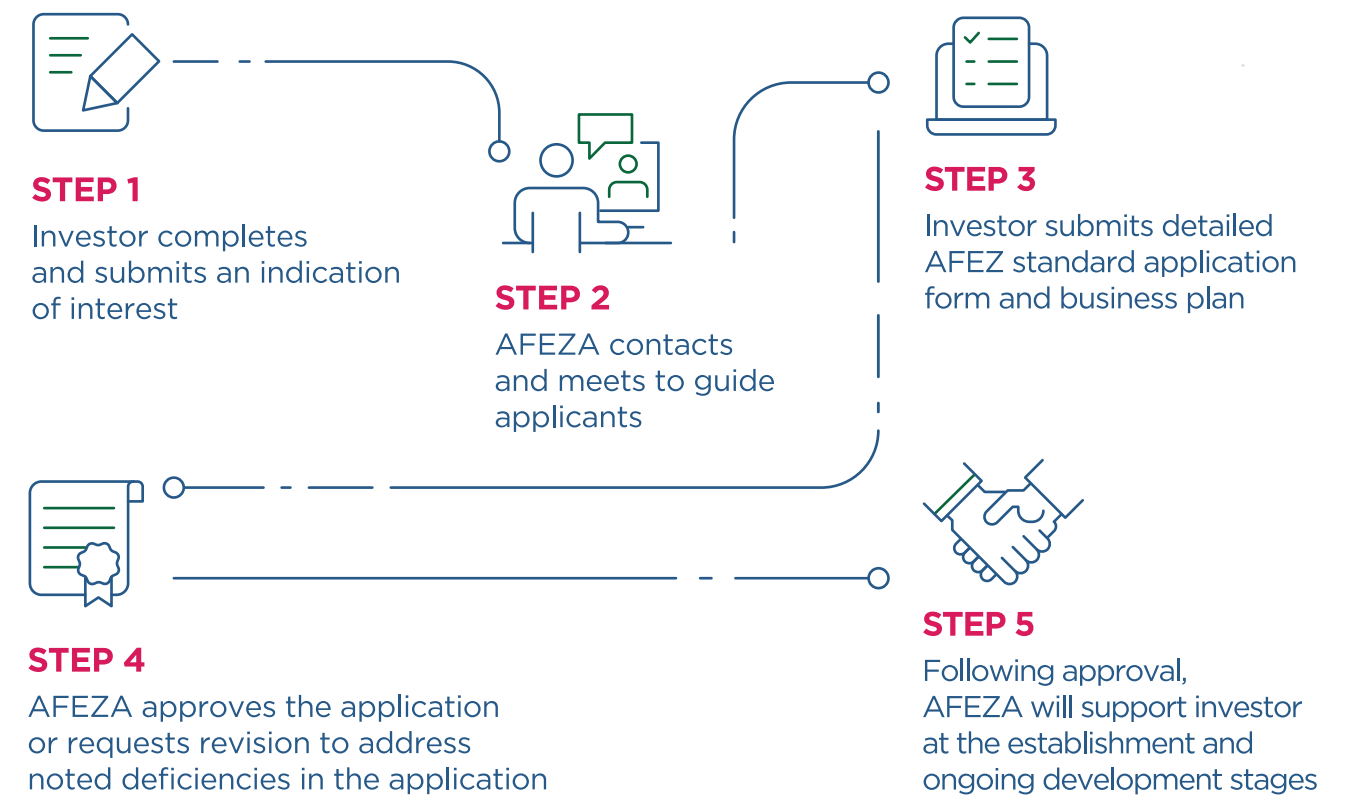 STEP 1
Investor completes
and submits an indication
of interest
STEP 2
AFEZA contacts
and meets to guide
applicants
STEP 3
Investor submits detailed
AFEZ standard application
form and business plan
STEP 4
AFEZA approves the application
or requests revision to address
noted deficiencies in the application
STEP 5
Following approval,
AFEZA will support investor
at the establishment and
ongoing development stages